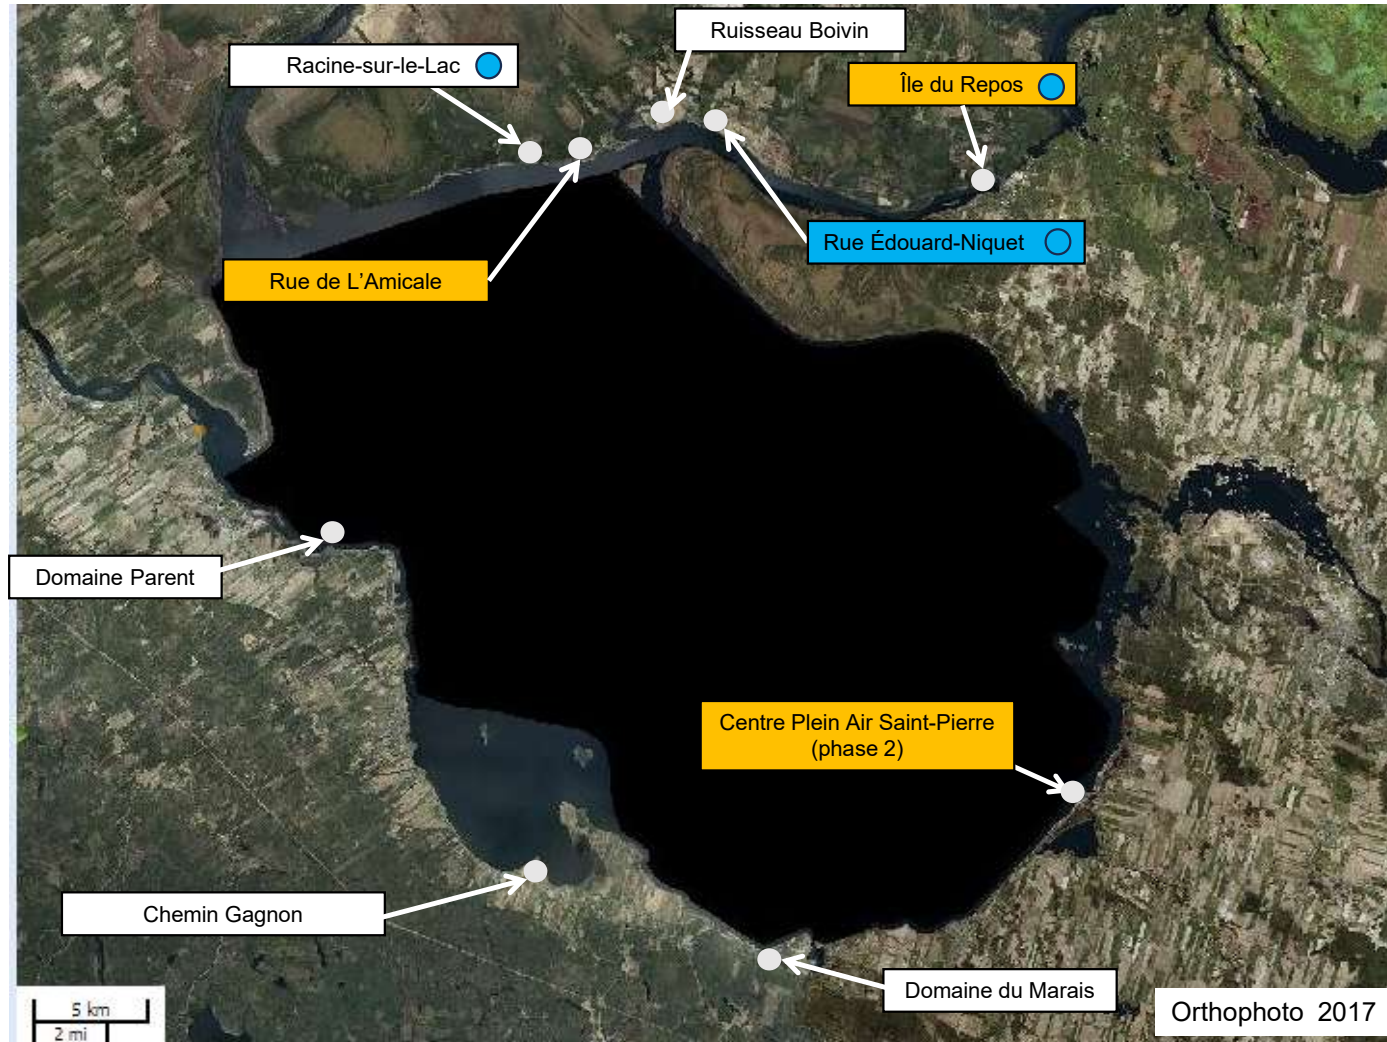 Ruisseau Boivin
Racine-sur-le-Lac
Île du Repos
Rue Édouard-Niquet
Rue de L'Amicale
Domaine Parent
Centre Plein Air Saint-Pierre
(phase 2)
Chemin Gagnon
Domaine du Marais
5 km
2 mi
Orthophoto 2017